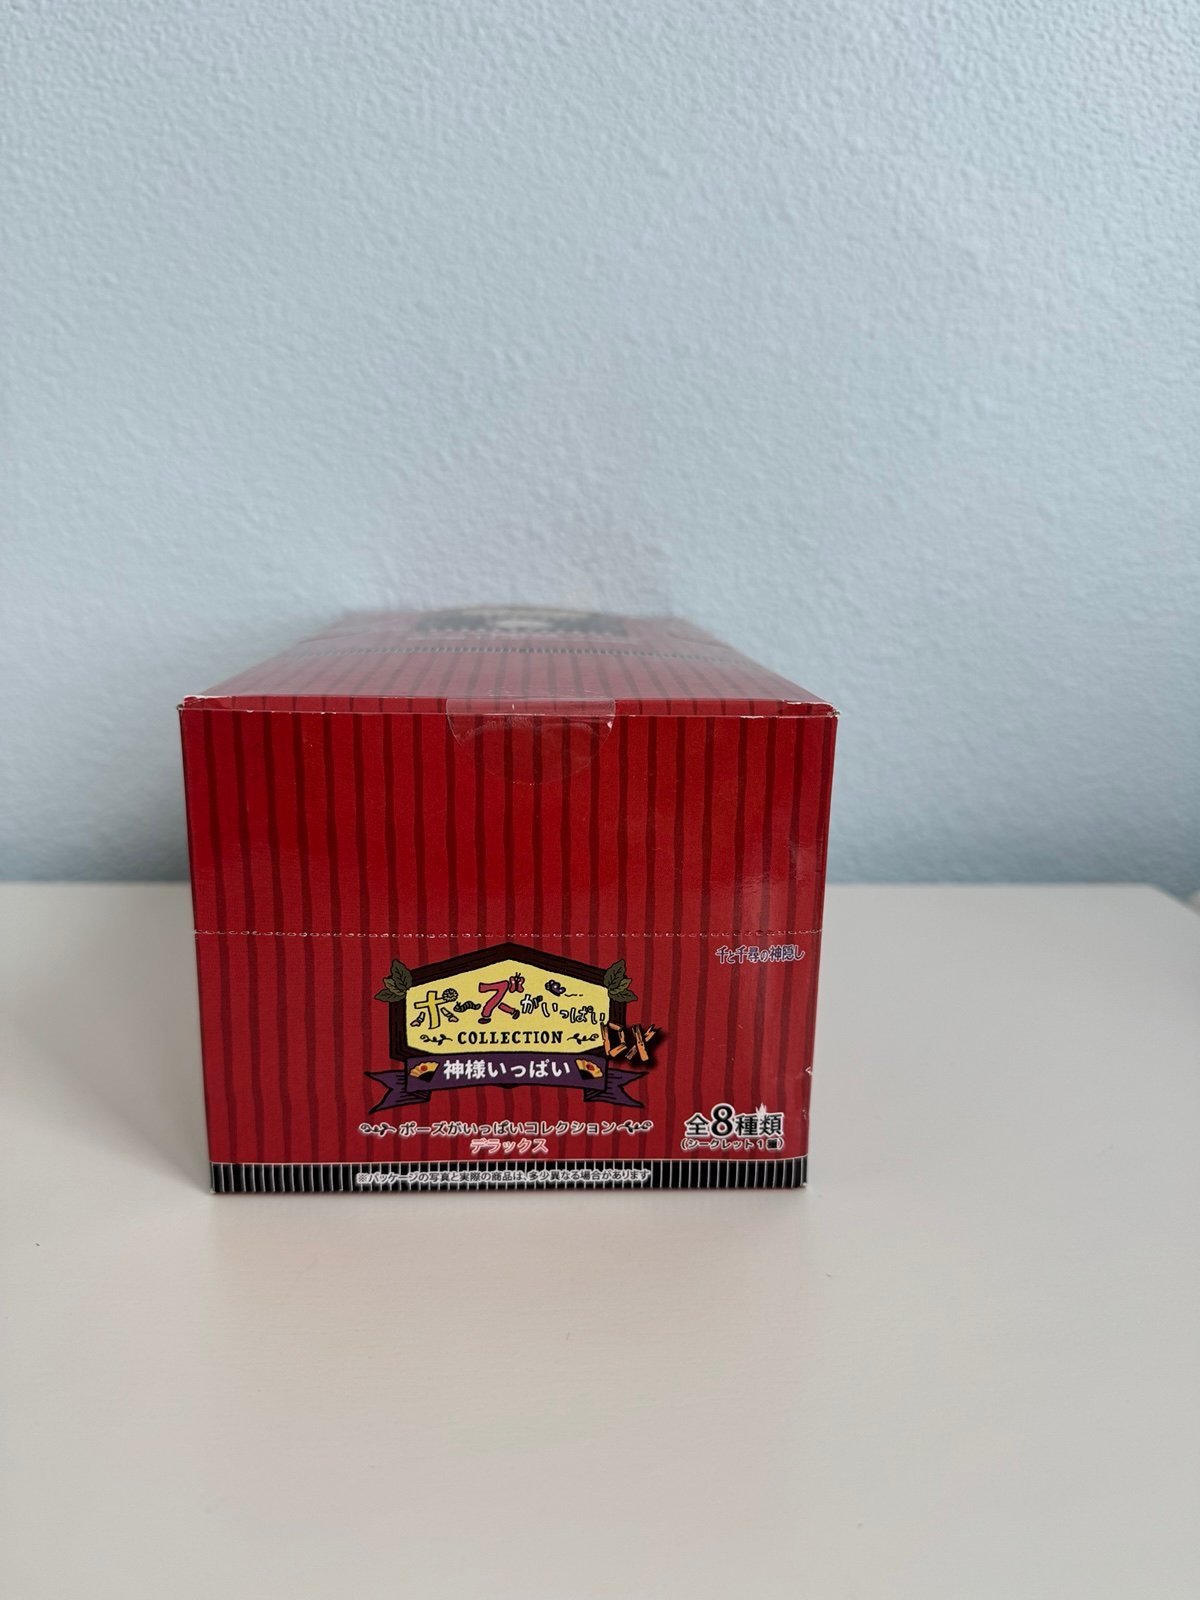 千と千尋の神隠し
ポーズがいっぱい
COLLECTION DX
神様いっぱい
ポーズがいっぱいコレクション
デラックス
全8種類
(シークレット1種)
※パッケージの写真と実際の商品は、多少異なる場合があります